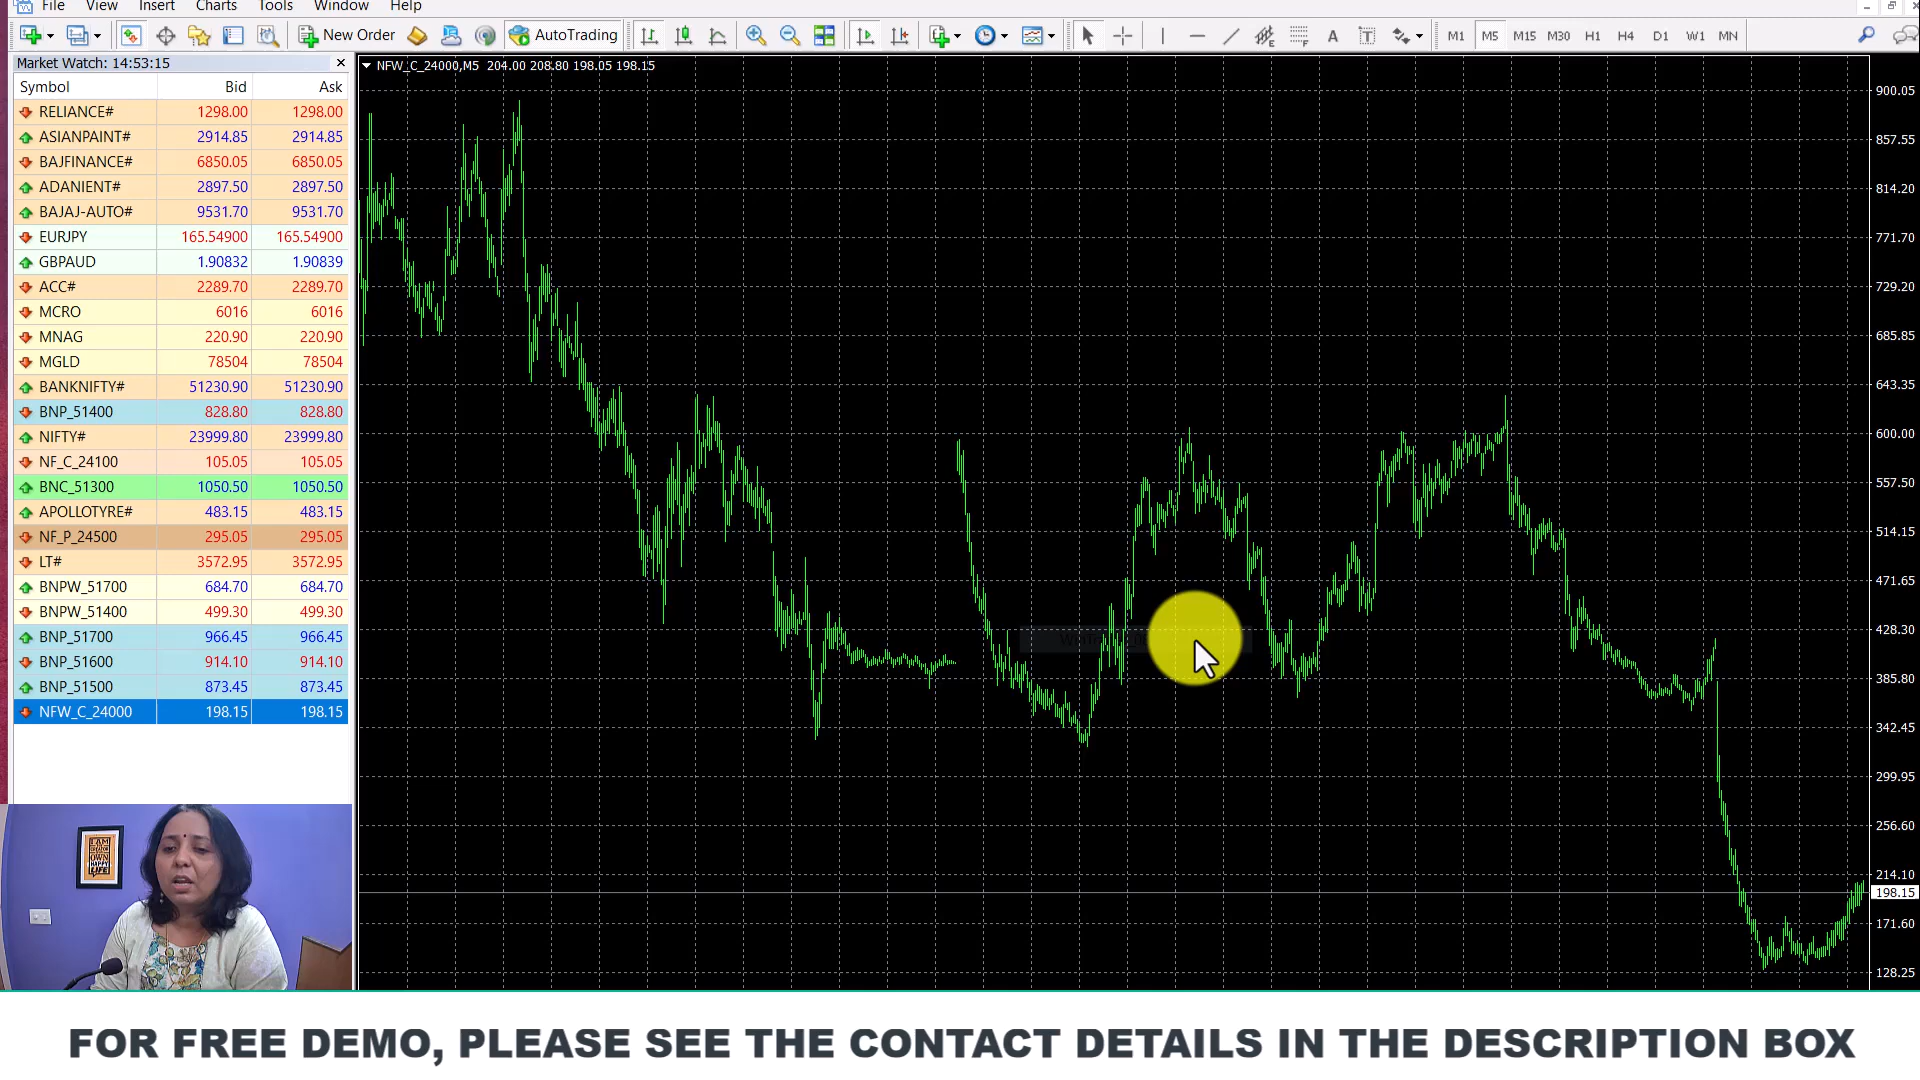 File View Insert Charts Tools Window Help
New Order AutoTrading A T M1 M5 M15 M30 H1 H4 D1 W1 MN
Market Watch: 14:53:15
Symbol Bid Ask
RELIANCE# 1298.00 1298.00
ASIANPAINT# 2914.85 2914.85
BAJFINANCE# 6850.05 6850.05
ADANIENT# 2897.50 2897.50
BAJAJ-AUTO# 9531.70 9531.70
EURJPY 165.54900 165.54900
GBPAUD 1.90832 1.90839
ACC# 2289.70 2289.70
MCRO 6016 6016
MNAG 220.90 220.90
MGLD 78504 78504
BANKNIFTY# 51230.90 51230.90
BNP_51400 828.80 828.80
NIFTY# 23999.80 23999.80
NF_C_24100 105.05 105.05
BNC_51300 1050.50 1050.50
APOLLOTYRE# 483.15 483.15
NF_P_24500 295.05 295.05
LT# 3572.95 3572.95
BNPW_51700 684.70 684.70
BNPW_51400 499.30 499.30
BNP_51700 966.45 966.45
BNP_51600 914.10 914.10
BNP_51500 873.45 873.45
NFW_C_24000 198.15 198.15
NFW_C_24000,M5 204.00 208.80 198.05 198.15
900.05
857.55
814.20
771.70
729.20
685.85
643.35
600.00
557.50
514.15
471.65
428.30
385.80
342.45
299.95
256.60
214.10
198.15
171.60
128.25
I AM
CREATOR
OWN
HAPPY
LIFE
FOR FREE DEMO, PLEASE SEE THE CONTACT DETAILS IN THE DESCRIPTION BOX